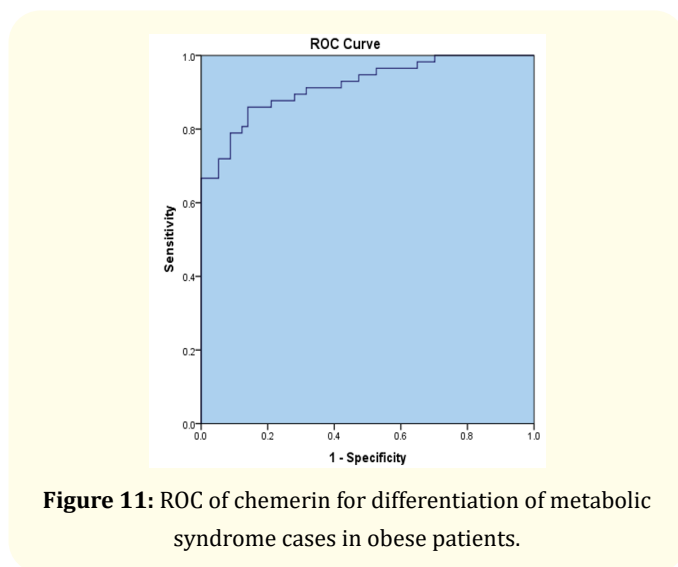 ROC Curve
1.0
0.8
0.6
0.4
0.2
0.0
Sensitivity
0.0 0.2 0.4 0.6 0.8 1.0
1 - Specificity
Figure 11: ROC of chemerin for differentiation of metabolic
syndrome cases in obese patients.